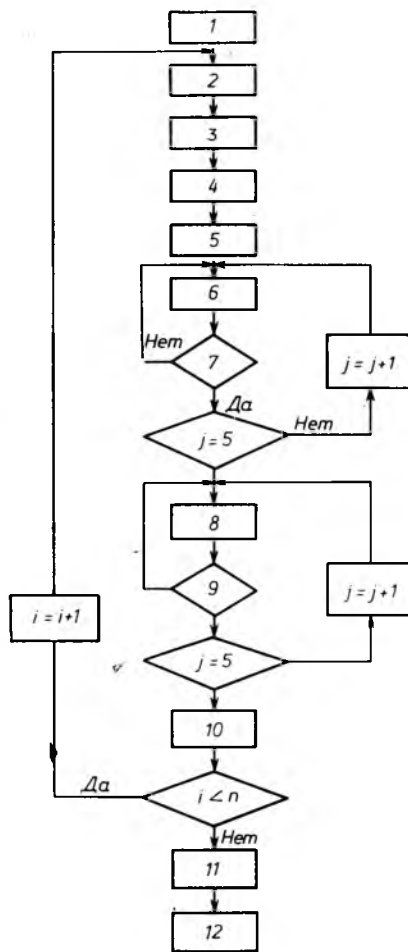 1
2
3
4
5
6
Нет
7
j = j+1
Да
Нет
j = 5
8
9
j = j+1
i = i+1
j = 5
10
Да
i < n
Нет
11
12